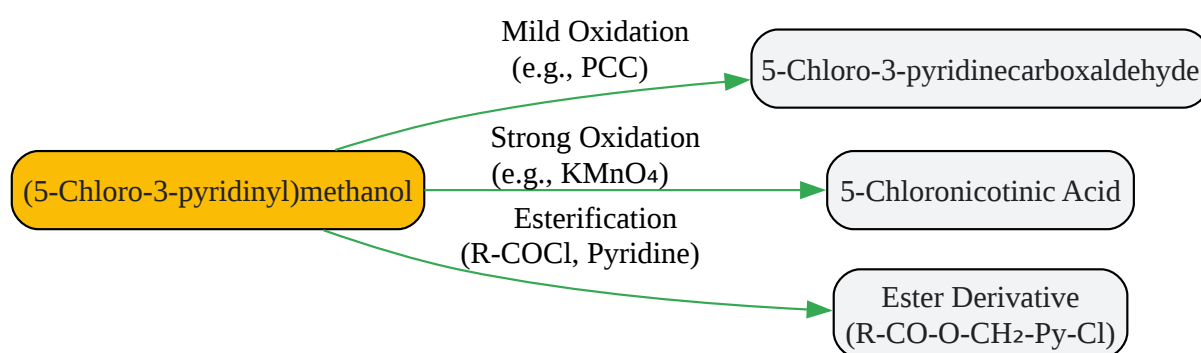 Mild Oxidation
(e.g., PCC)
5-Chloro-3-pyridinecarboxaldehyde
Strong Oxidation
(e.g., KMnO₄)
(5-Chloro-3-pyridinyl)methanol
5-Chloronicotinic Acid
Esterification
(R-COCl, Pyridine)
Ester Derivative
(R-CO-O-CH₂-Py-Cl)